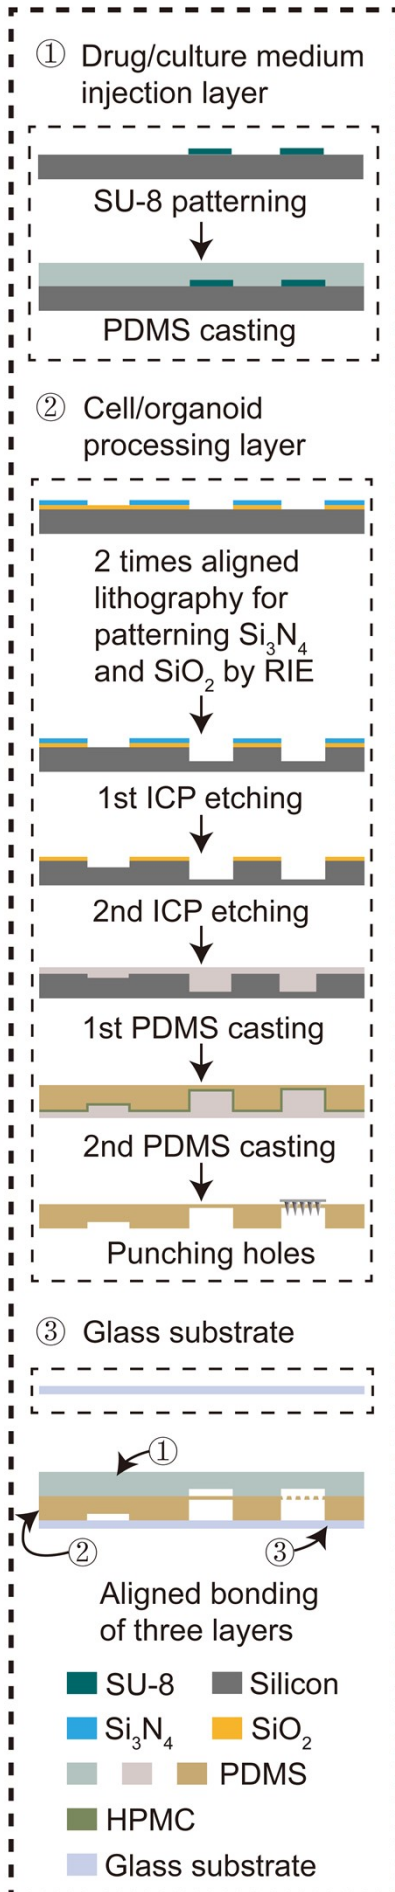 ① Drug/culture medium
injection layer
SU-8 patterning
PDMS casting
② Cell/organoid
processing layer
2 times aligned
lithography for
patterning Si₃N₄
and SiO₂ by RIE
1st ICP etching
2nd ICP etching
1st PDMS casting
2nd PDMS casting
Punching holes
③ Glass substrate
①
② ③
Aligned bonding
of three layers
SU-8 Silicon
Si₃N₄ SiO₂
PDMS
HPMC
Glass substrate